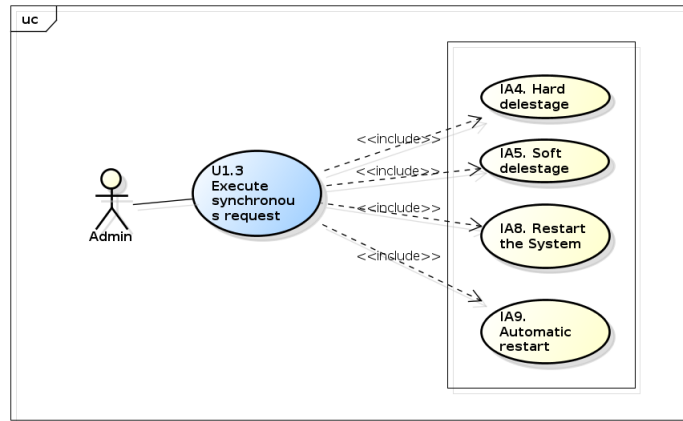 uc
IA4. Hard
delestage
<<include>>
IA5. Soft
delestage
<<include>>
U1.3
Execute
synchronou
s request
<<include>>
IA8. Restart
the System
Admin
<<include>>
IA9.
Automatic
restart